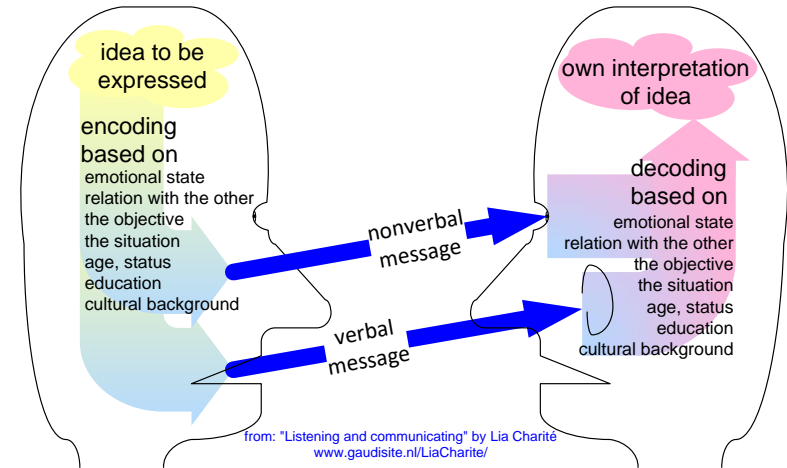 idea to be
expressed
encoding
based on
emotional state
relation with the other
the objective
the situation
age, status
education
cultural background
nonverbal
message
verbal
message
own interpretation
of idea
decoding
based on
emotional state
relation with the other
the objective
the situation
age, status
education
cultural background
from: "Listening and communicating" by Lia Charité
www.gaudisite.nl/LiaCharite/